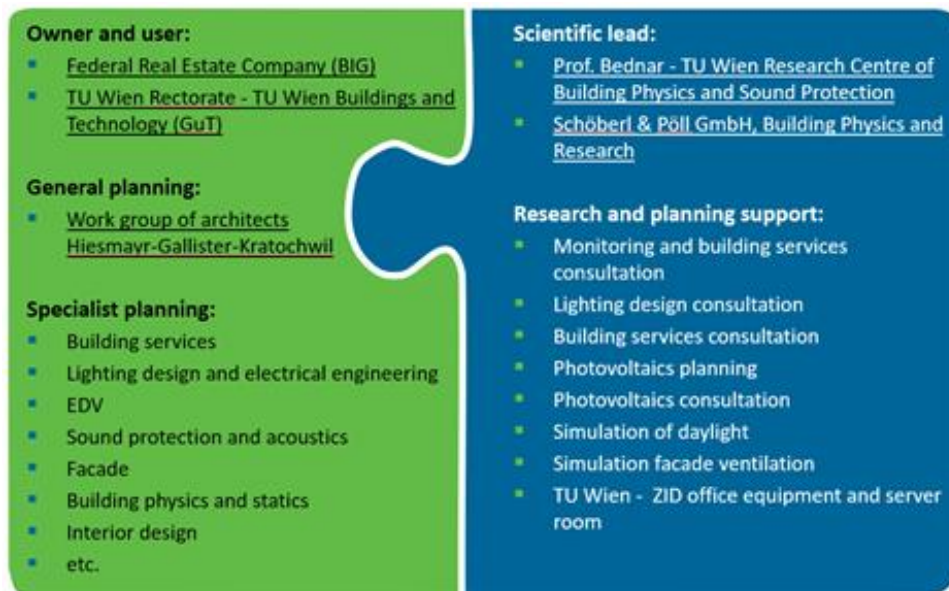 Owner and user:
Federal Real Estate Company (BIG)
TU Wien Rectorate - TU Wien Buildings and
Technology (GuT)
General planning:
Work group of architects
Hiesmayr-Gallister-Kratochwil
Specialist planning:
Building services
Lighting design and electrical engineering
EDV
Sound protection and acoustics
Facade
Building physics and statics
Interior design
etc.
Scientific lead:
Prof. Bednar - TU Wien Research Centre of
Building Physics and Sound Protection
Schöberl & Pöll GmbH, Building Physics and
Research
Research and planning support:
Monitoring and building services
consultation
Lighting design consultation
Building services consultation
Photovoltaics planning
Photovoltaics consultation
Simulation of daylight
Simulation facade ventilation
TU Wien - ZID office equipment and server
room